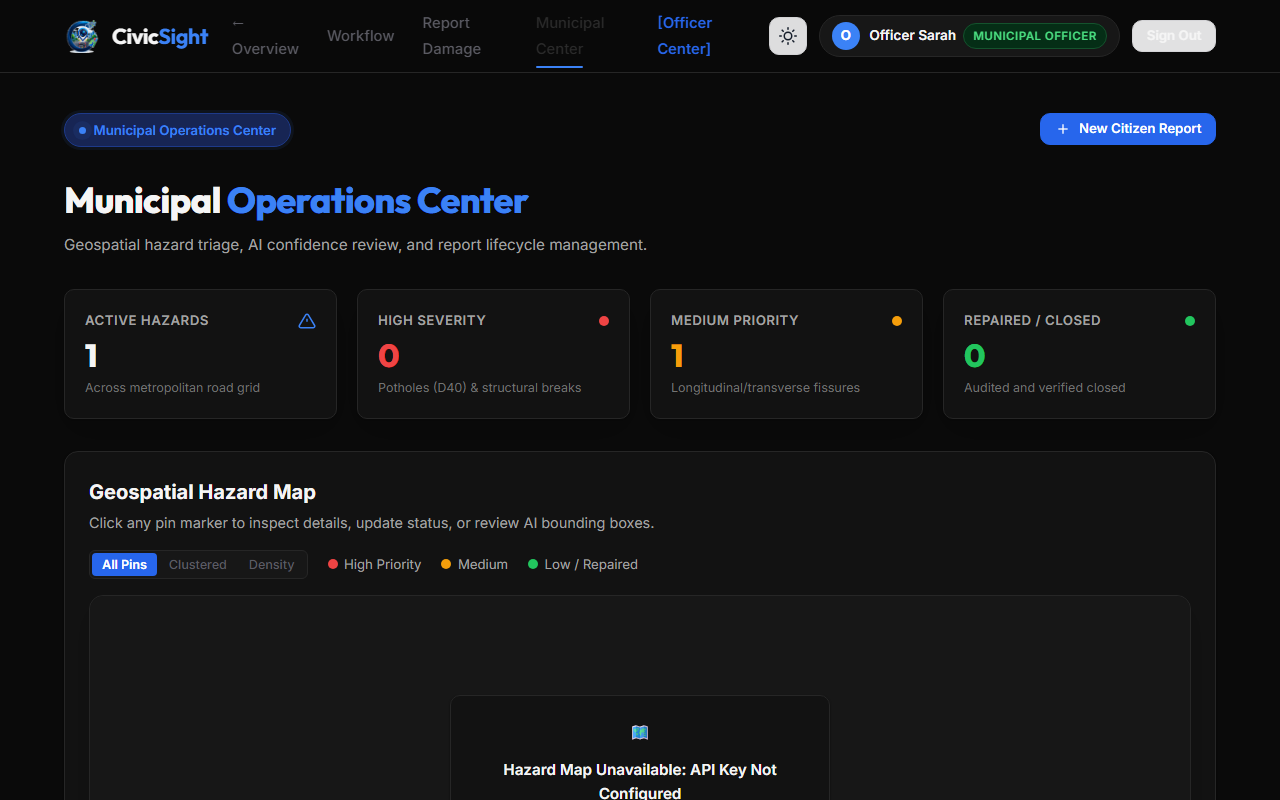 CivicSight
← Overview
Workflow
Report Damage
Municipal Center
[Officer Center]
O
Officer Sarah
MUNICIPAL OFFICER
Sign Out
Municipal Operations Center
+ New Citizen Report
Municipal Operations Center
Geospatial hazard triage, AI confidence review, and report lifecycle management.
ACTIVE HAZARDS
1
Across metropolitan road grid
HIGH SEVERITY
0
Potholes (D40) & structural breaks
MEDIUM PRIORITY
1
Longitudinal/transverse fissures
REPAIRED / CLOSED
0
Audited and verified closed
Geospatial Hazard Map
Click any pin marker to inspect details, update status, or review AI bounding boxes.
All Pins
Clustered
Density
High Priority
Medium
Low / Repaired
Hazard Map Unavailable: API Key Not
Configured